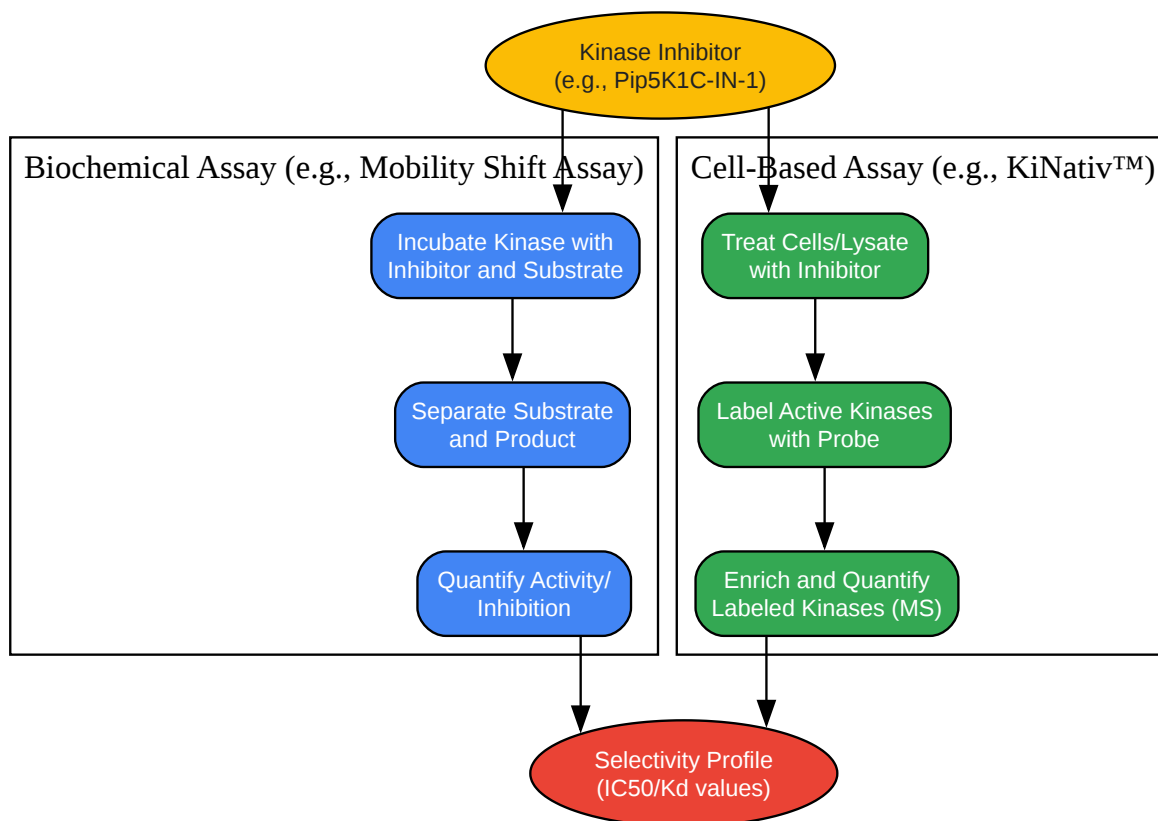 Kinase Inhibitor
(e.g., Pip5K1C-IN-1)
Biochemical Assay (e.g., Mobility Shift Assay)
Incubate Kinase with
Inhibitor and Substrate
Separate Substrate
and Product
Quantify Activity/
Inhibition
Cell-Based Assay (e.g., KiNativ™)
Treat Cells/Lysate
with Inhibitor
Label Active Kinases
with Probe
Enrich and Quantify
Labeled Kinases (MS)
Selectivity Profile
(IC50/Kd values)